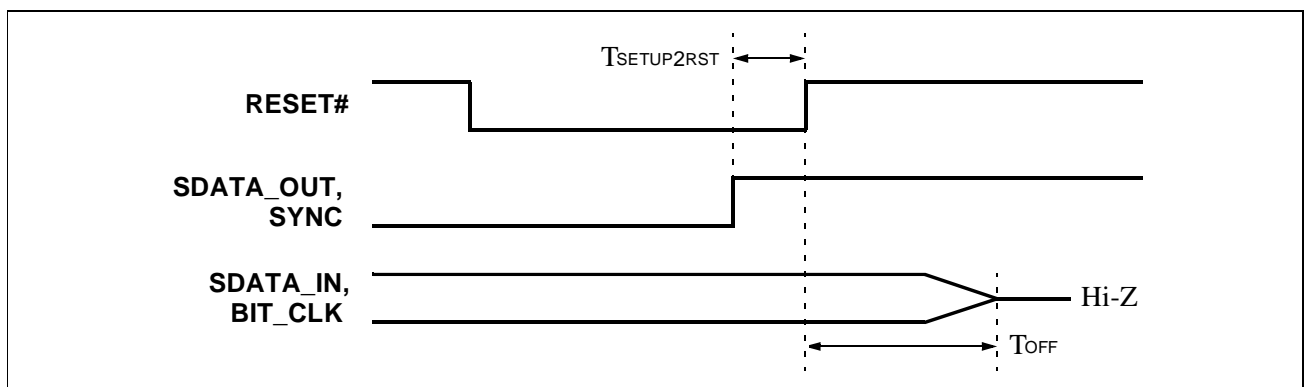 TSETUP2RST
RESET#
SDATA_OUT,
SYNC
SDATA_IN,
BIT_CLK
Hi-Z
TOFF